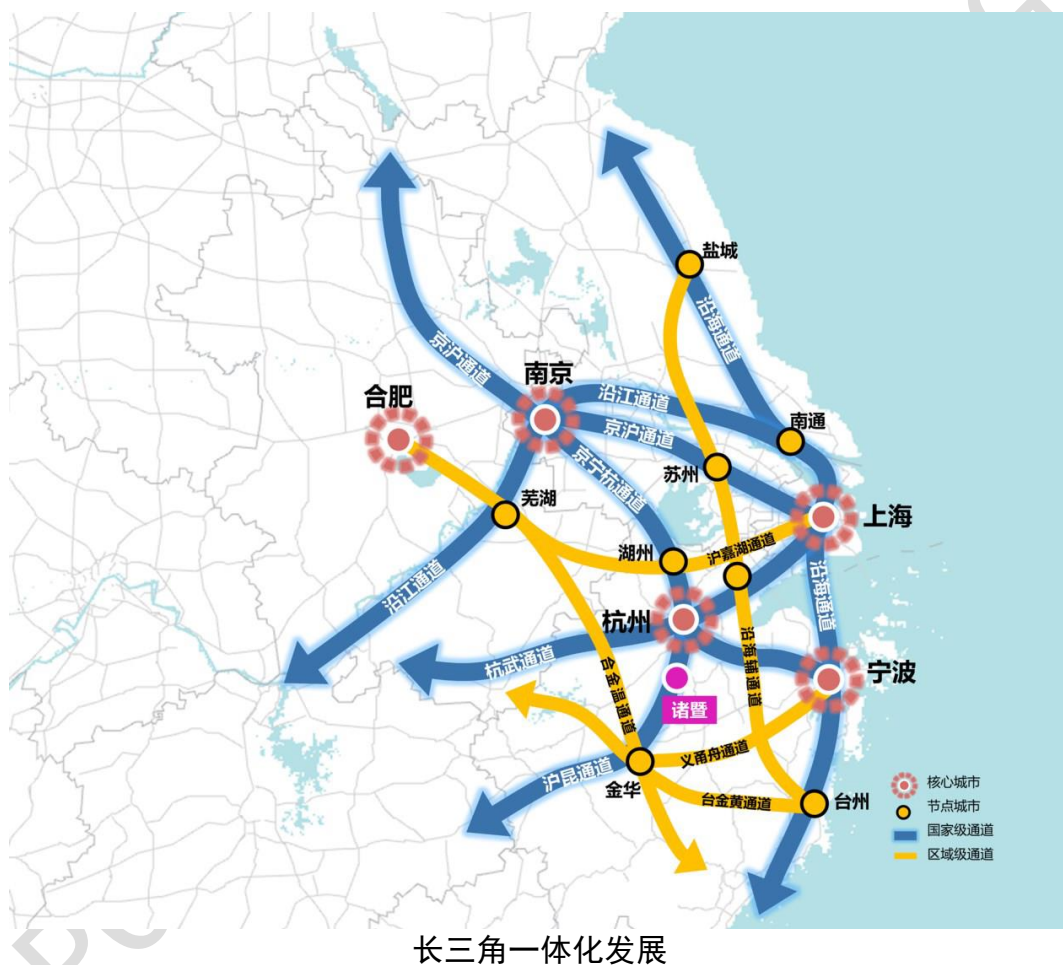 盐城
沿海通道
京沪通道
南京
合肥
沿江通道
南通
京沪通道
京宁杭通道
苏州
芜湖
上海
湖州
沪嘉湖通道
沿江通道
沿海通道
杭州
杭武通道
台金温通道
沿海辅通道
宁波
诸暨
义甬舟通道
沪昆通道
金华
台金黄通道
台州
核心城市
节点城市
国家级通道
区域级通道
长三角一体化发展